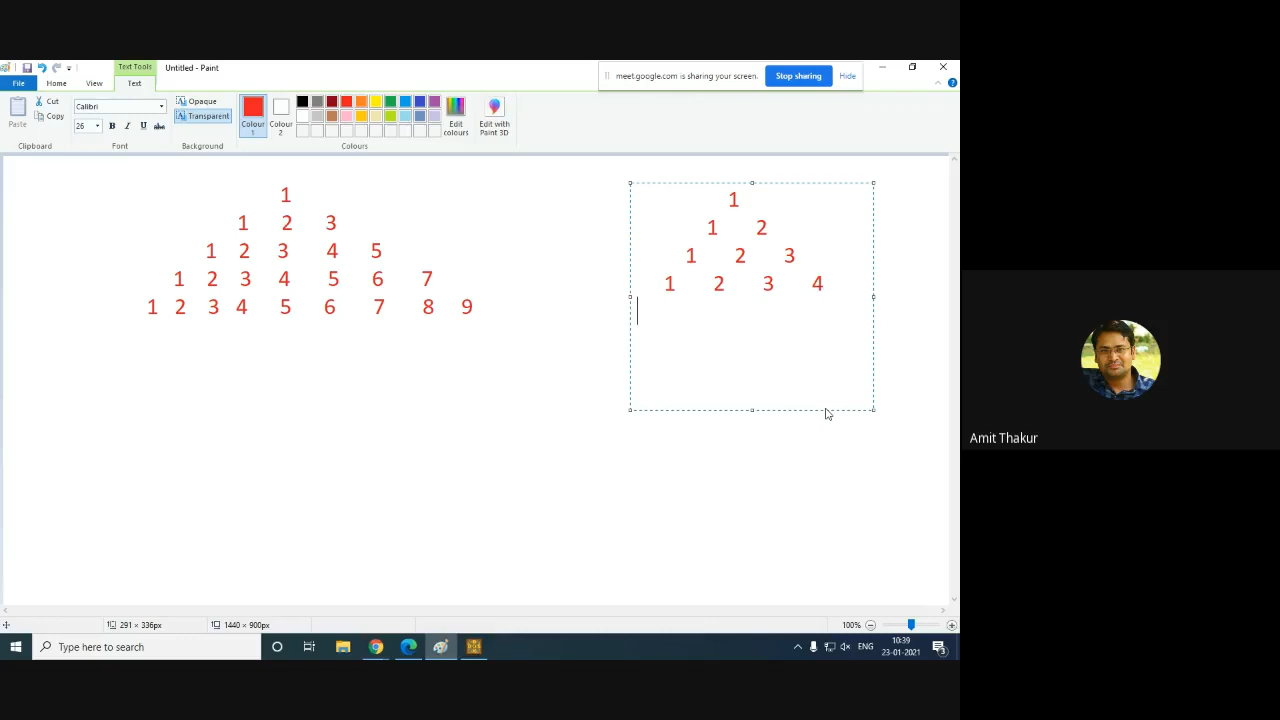 Text Tools
Untitled - Paint
meet.google.com is sharing your screen.
Stop sharing
Hide
File
Home
View
Text
Paste
Cut
Copy
Clipboard
Calibri
26
B I U abc
Font
Opaque
Transparent
Background
Colour 1
Colour 2
Edit colours
Edit with Paint 3D
Colours
1
1 2 3
1 2 3 4 5
1 2 3 4 5 6 7
1 2 3 4 5 6 7 8 9
1
1 2
1 2 3
1 2 3 4
Amit Thakur
291 × 336px
1440 × 900px
100%
Type here to search
ENG
10:39
23-01-2021
3